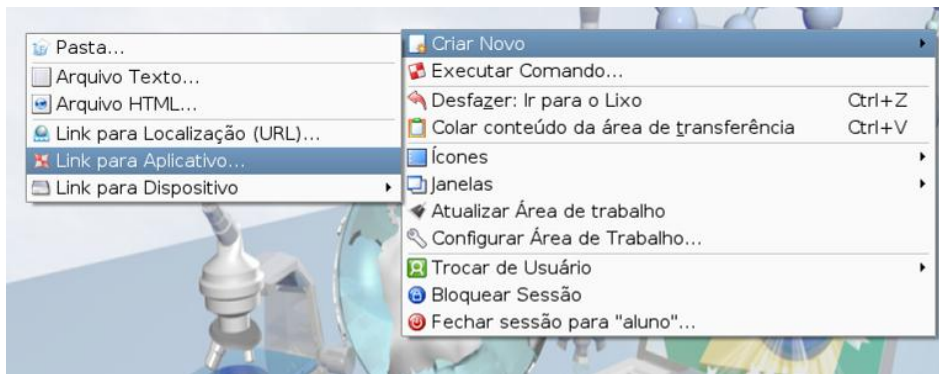 Pasta...
Arquivo Texto...
Arquivo HTML...
Link para Localização (URL)...
Link para Aplicativo...
Link para Dispositivo
Criar Novo
Executar Comando...
Desfazer: Ir para o Lixo Ctrl+Z
Colar conteúdo da área de transferência Ctrl+V
Ícones
Janelas
Atualizar Área de trabalho
Configurar Área de Trabalho...
Trocar de Usuário
Bloquear Sessão
Fechar sessão para "aluno"...